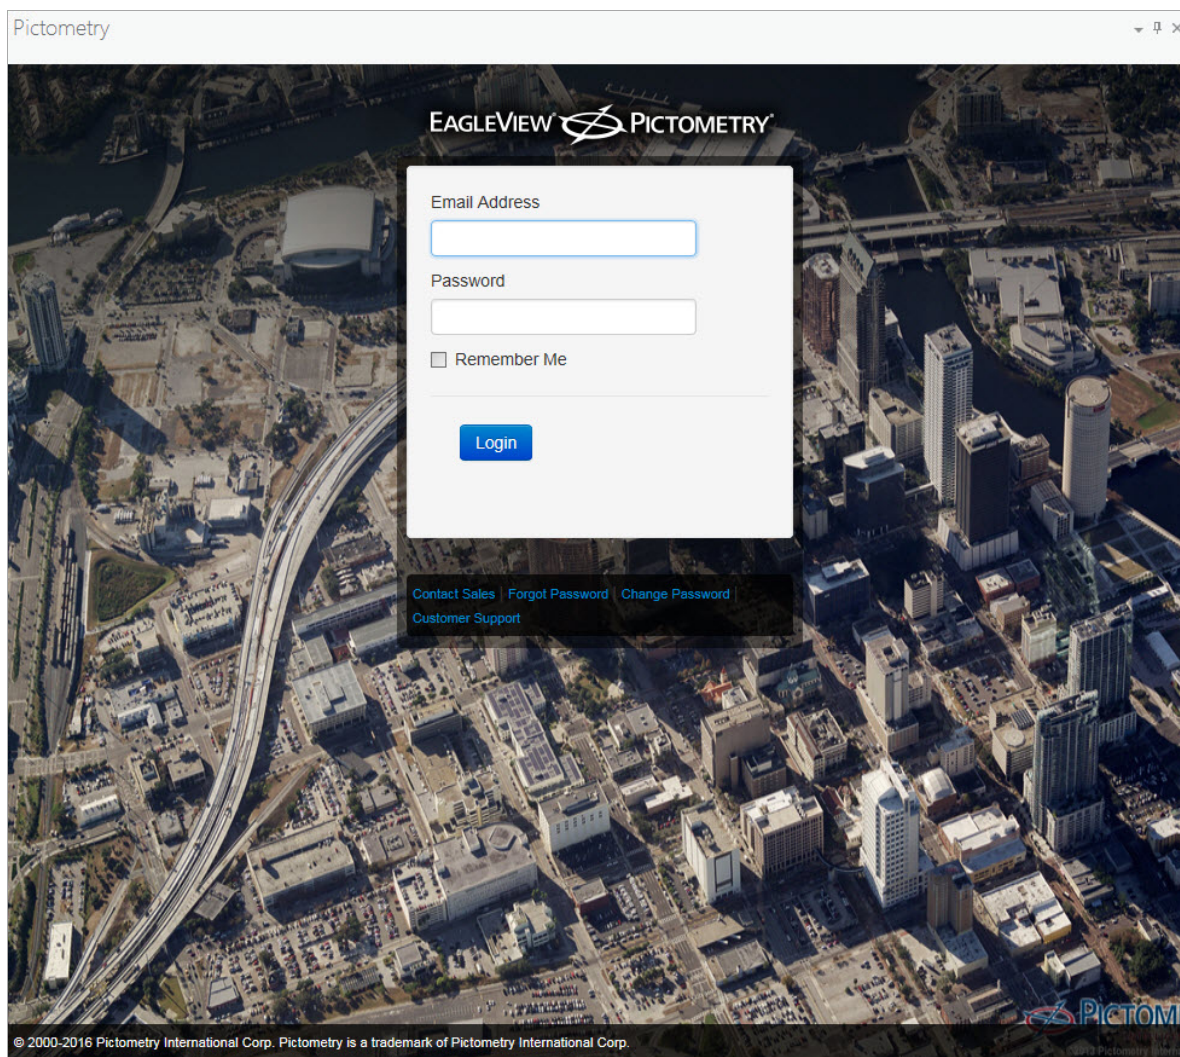 Pictometry
EAGLEVIEW® PICTOMETRY®
Email Address
Password
Remember Me
Login
Contact Sales | Forgot Password | Change Password |
Customer Support
PICTOM
© 2000-2016 Pictometry International Corp. Pictometry is a trademark of Pictometry International Corp.